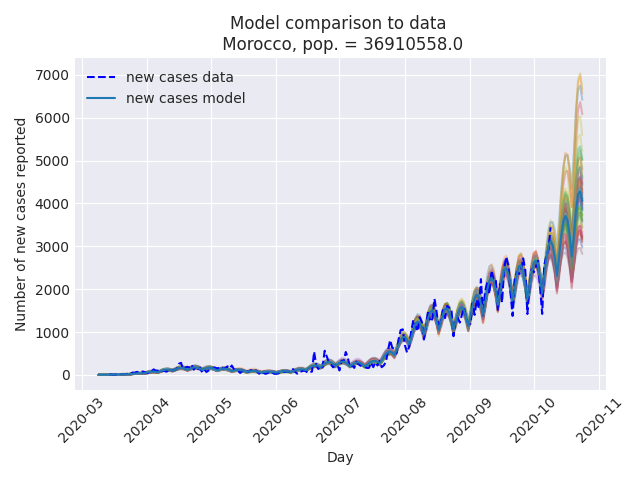 Model comparison to data
Morocco, pop. = 36910558.0
new cases data
new cases model
Number of new cases reported
7000
6000
5000
4000
3000
2000
1000
0
2020-03
2020-04
2020-05
2020-06
2020-07
2020-08
2020-09
2020-10
2020-11
Day